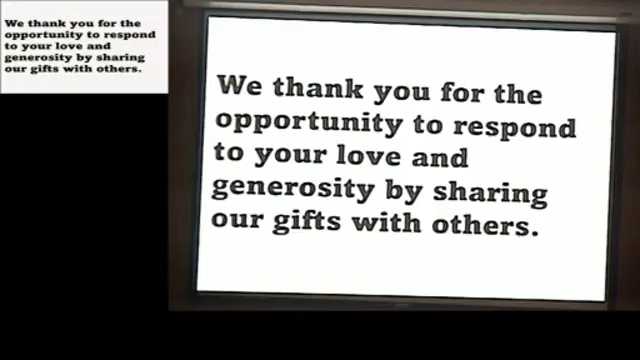 We thank you for the
opportunity to respond
to your love and
generosity by sharing
our gifts with others.
We thank you for the
opportunity to respond
to your love and
generosity by sharing
our gifts with others.